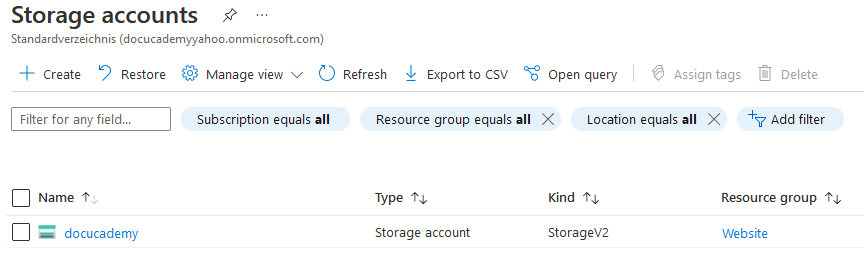 Storage accounts
Standardverzeichnis (docucademyyahoo.onmicrosoft.com)
Create Restore Manage view Refresh Export to CSV Open query Assign tags Delete
Filter for any field... Subscription equals all Resource group equals all Location equals all Add filter
Name Type Kind Resource group
docucademy Storage account StorageV2 Website